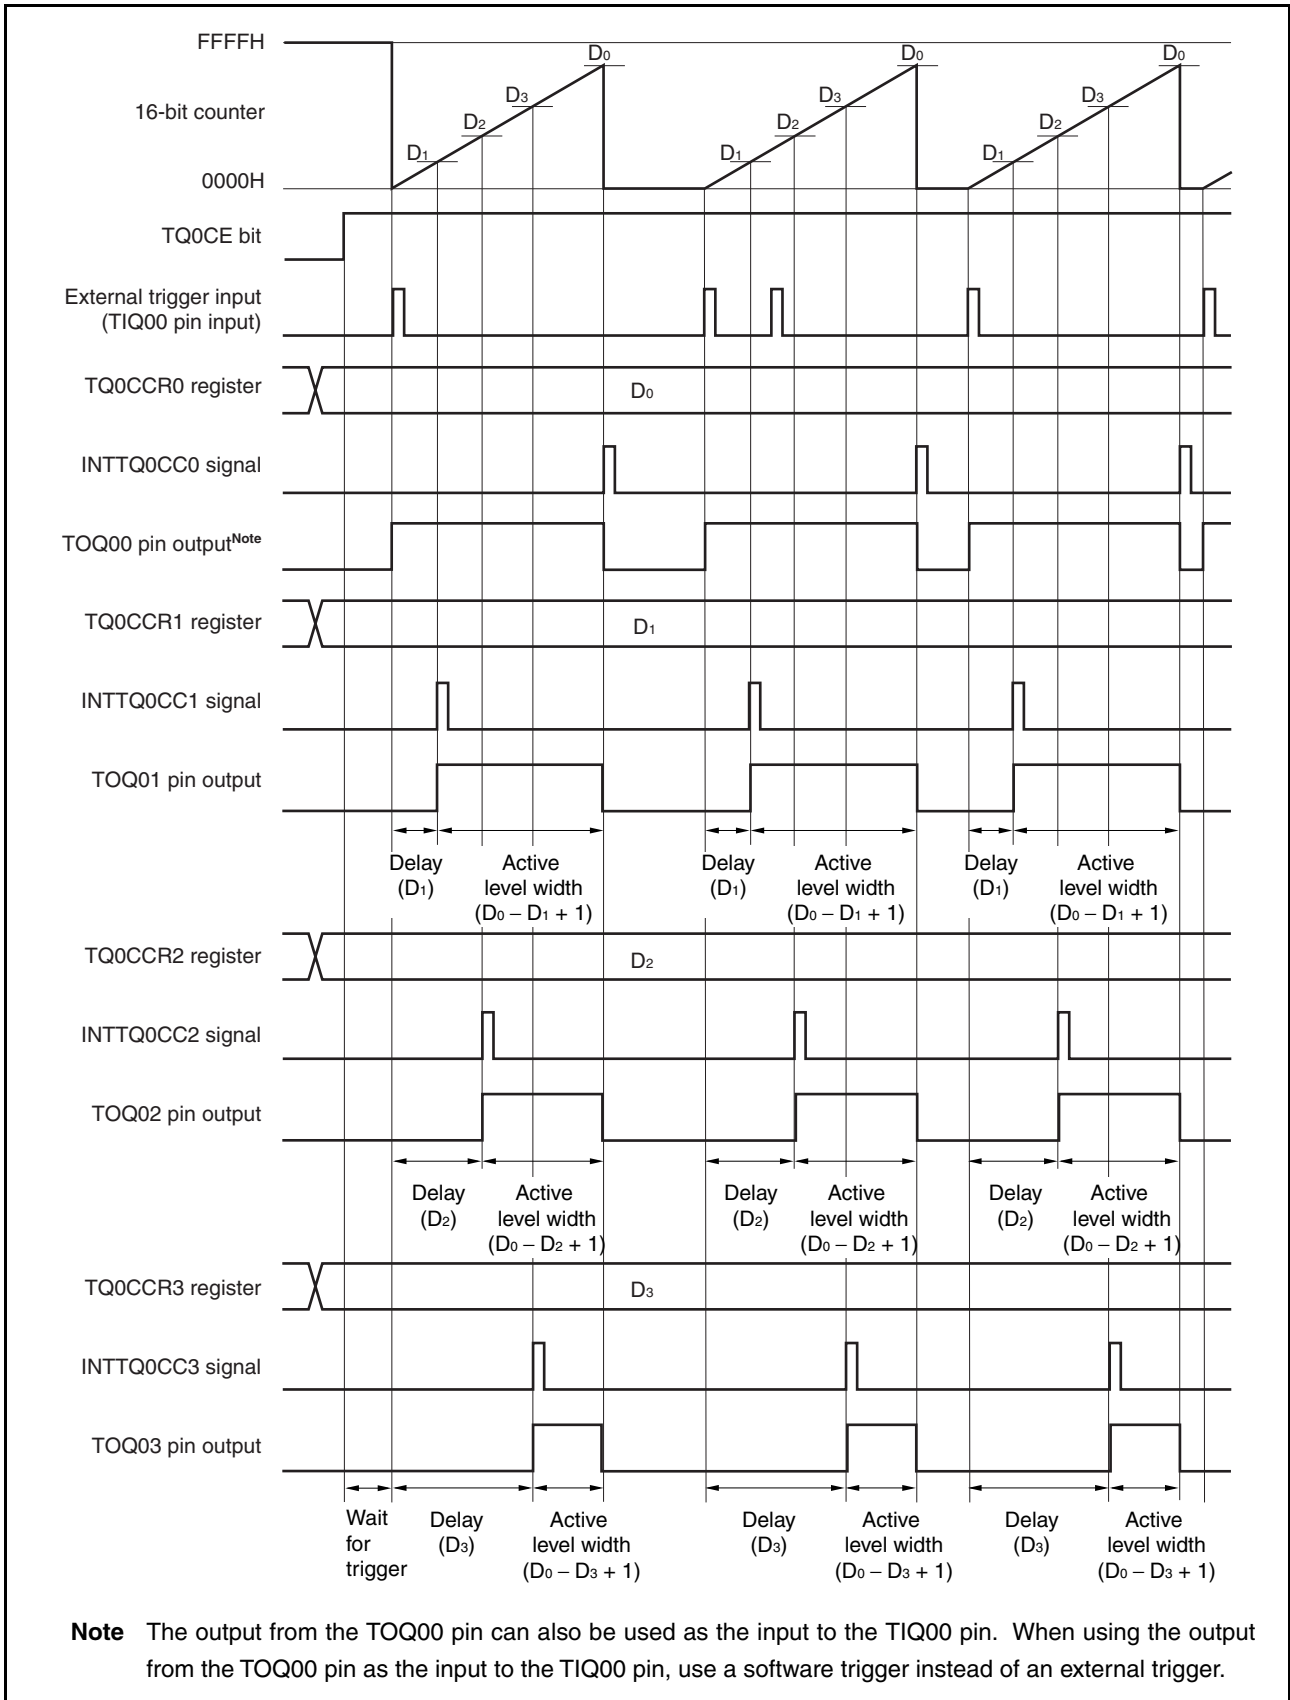 FFFFH
D0 D0 D0
D3 D3 D3
16-bit counter
D2 D2 D2
D1 D1 D1
0000H
TQ0CE bit
External trigger input
(TIQ00 pin input)
TQ0CCR0 register
D0
INTTQ0CC0 signal
TOQ00 pin outputNote
TQ0CCR1 register
D1
INTTQ0CC1 signal
TOQ01 pin output
Delay Active Delay Active Delay Active
(D1) level width (D1) level width (D1) level width
(D0 – D1 + 1) (D0 – D1 + 1) (D0 – D1 + 1)
TQ0CCR2 register
D2
INTTQ0CC2 signal
TOQ02 pin output
Delay Active Delay Active Delay Active
(D2) level width (D2) level width (D2) level width
(D0 – D2 + 1) (D0 – D2 + 1) (D0 – D2 + 1)
TQ0CCR3 register
D3
INTTQ0CC3 signal
TOQ03 pin output
Wait Delay Active Delay Active Delay Active
for (D3) level width (D3) level width (D3) level width
trigger (D0 – D3 + 1) (D0 – D3 + 1) (D0 – D3 + 1)
Note The output from the TOQ00 pin can also be used as the input to the TIQ00 pin. When using the output
from the TOQ00 pin as the input to the TIQ00 pin, use a software trigger instead of an external trigger.